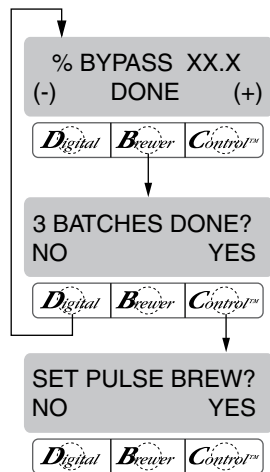 % BYPASS XX.X
(-) DONE (+)
Digital Brewer Control™
3 BATCHES DONE?
NO YES
Digital Brewer Control™
SET PULSE BREW?
NO YES
Digital Brewer Control™